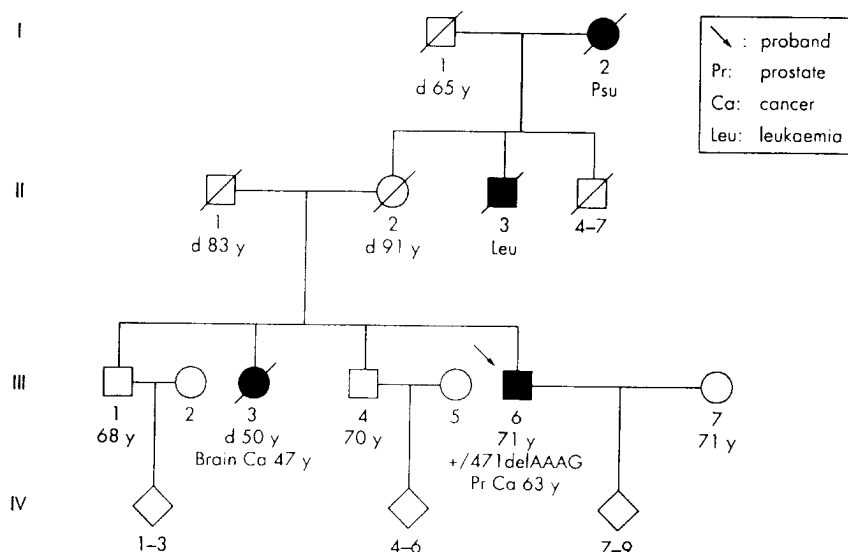 I
1
d 65 y
2
Psu
: proband
Pr: prostate
Ca: cancer
Leu: leukaemia
II
1
d 83 y
2
d 91 y
3
Leu
4–7
III
1
68 y
2
3
d 50 y
Brain Ca 47 y
4
70 y
5
6
71 y
+/471delAAAG
Pr Ca 63 y
7
71 y
IV
1–3
4–6
7–9